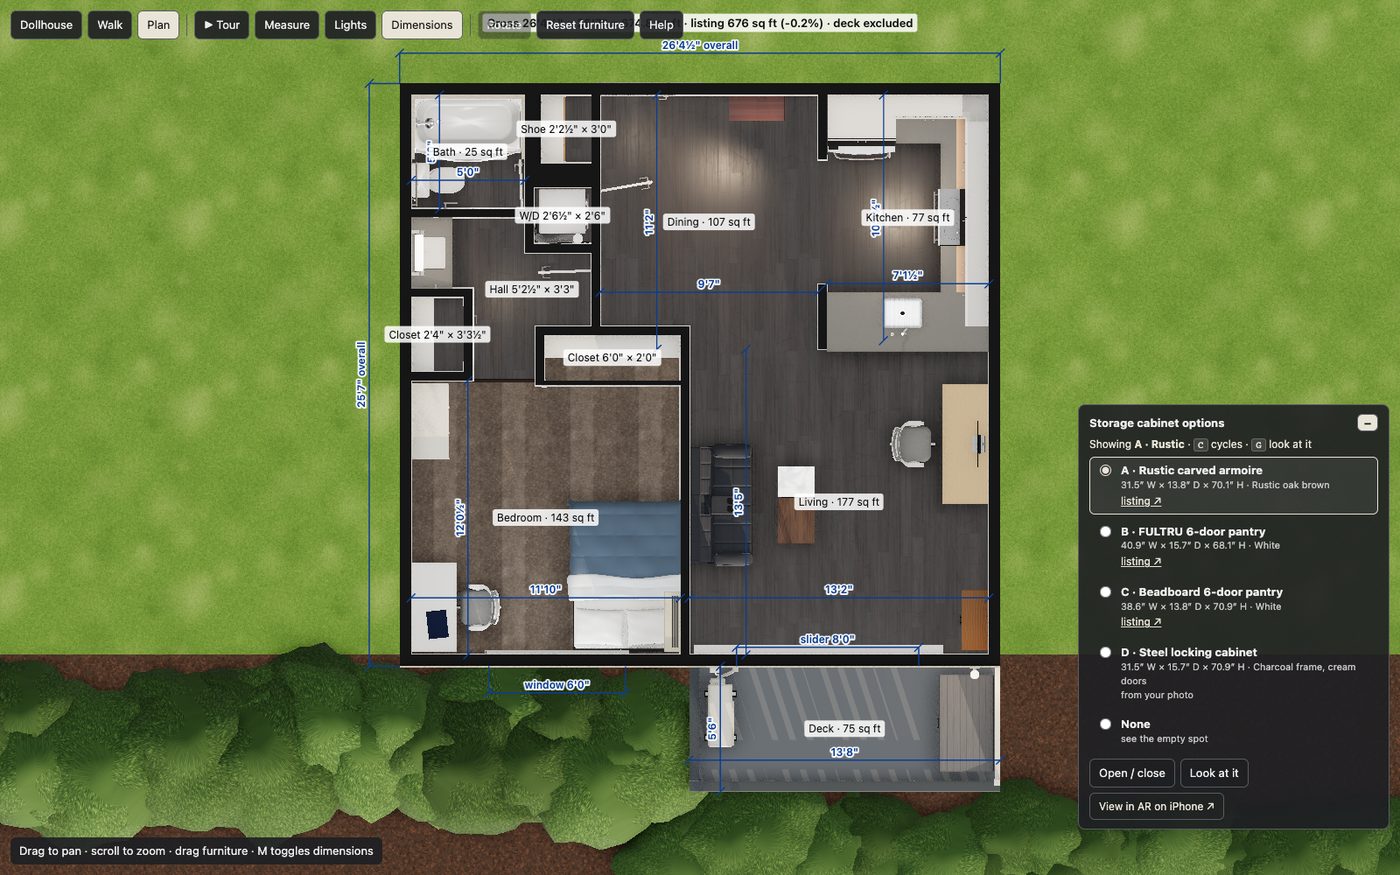 Dollhouse
Walk
Plan
▶ Tour
Measure
Lights
Dimensions
Reset furniture
Help
· listing 676 sq ft (-0.2%) · deck excluded
26'4½" overall
Shoe 2'2½" × 3'0"
Bath · 25 sq ft
5'0"
W/D 2'6½" × 2'6"
11'2"
Dining · 107 sq ft
Kitchen · 77 sq ft
7'1½"
9'7"
Hall 5'2½" × 3'3"
Closet 2'4" × 3'3½"
Closet 6'0" × 2'0"
25'7" overall
12'0½"
Bedroom · 143 sq ft
13'5"
Living · 177 sq ft
11'10"
13'2"
slider 8'0"
window 6'0"
5'6"
Deck · 75 sq ft
13'8"
Storage cabinet options
–
Showing A · Rustic · C cycles · G look at it
A · Rustic carved armoire
31.5″ W × 13.8″ D × 70.1″ H · Rustic oak brown
listing ↗
B · FULTRU 6-door pantry
40.9″ W × 15.7″ D × 68.1″ H · White
listing ↗
C · Beadboard 6-door pantry
38.6″ W × 13.8″ D × 70.9″ H · White
listing ↗
D · Steel locking cabinet
31.5″ W × 15.7″ D × 70.9″ H · Charcoal frame, cream
doors
from your photo
None
see the empty spot
Open / close
Look at it
View in AR on iPhone ↗
Drag to pan · scroll to zoom · drag furniture · M toggles dimensions